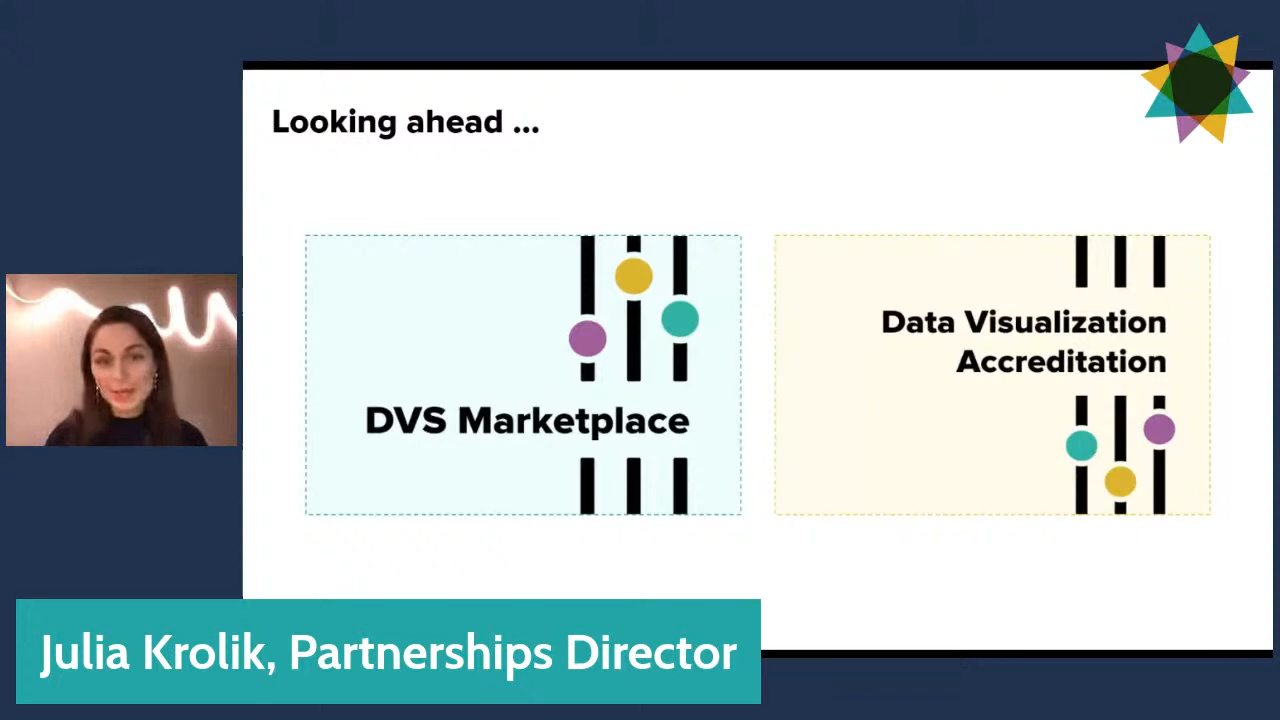 Looking ahead ...
DVS Marketplace
Data Visualization
Accreditation
Julia Krolik, Partnerships Director